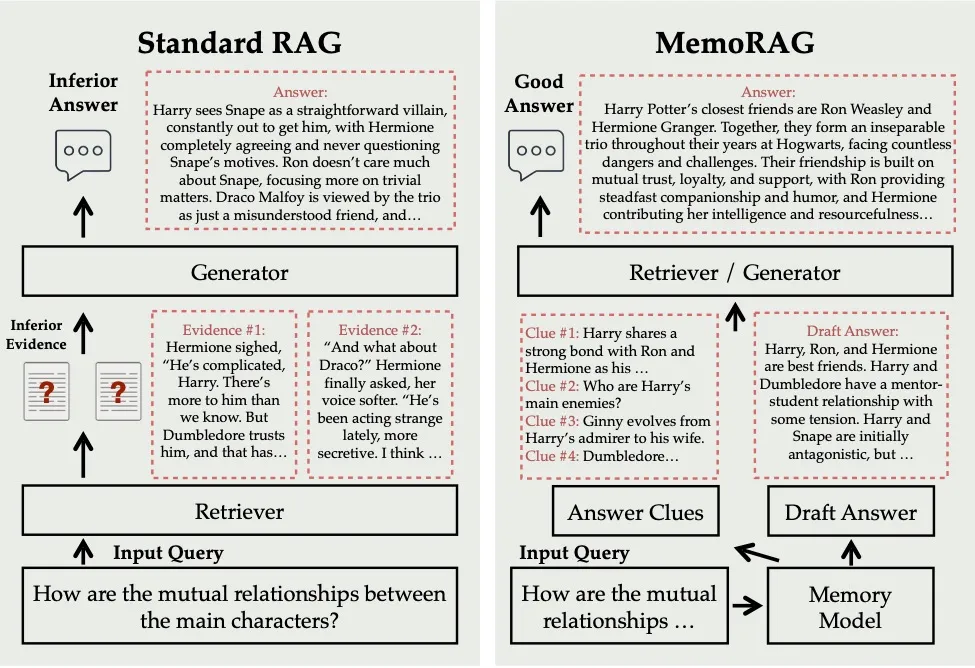 Standard RAG
Inferior
Answer
Answer:
Harry sees Snape as a straightforward villain,
constantly out to get him, with Hermione
completely agreeing and never questioning
Snape's motives. Ron doesn't care much
about Snape, focusing more on trivial
matters. Draco Malfoy is viewed by the trio
as just a misunderstood friend, and…
Generator
Inferior
Evidence
?
?
Evidence #1:
Hermione sighed,
“He's complicated,
Harry. There's
more to him than
we know. But
Dumbledore trusts
him, and that has…
Evidence #2:
“And what about
Draco?” Hermione
finally asked, her
voice softer. “He's
been acting strange
lately, more
secretive. I think …
Retriever
Input Query
How are the mutual relationships between
the main characters?
MemoRAG
Good
Answer
Answer:
Harry Potter's closest friends are Ron Weasley and
Hermione Granger. Together, they form an inseparable
trio throughout their years at Hogwarts, facing countless
dangers and challenges. Their friendship is built on
mutual trust, loyalty, and support, with Ron providing
steadfast companionship and humor, and Hermione
contributing her intelligence and resourcefulness…
Retriever / Generator
Clue #1: Harry shares a
strong bond with Ron and
Hermione as his …
Clue #2: Who are Harry's
main enemies?
Clue #3: Ginny evolves from
Harry's admirer to his wife.
Clue #4: Dumbledore…
Draft Answer:
Harry, Ron, and Hermione
are best friends. Harry and
Dumbledore have a mentor-
student relationship with
some tension. Harry and
Snape are initially
antagonistic, but …
Answer Clues
Draft Answer
Input Query
How are the mutual
relationships …
Memory
Model